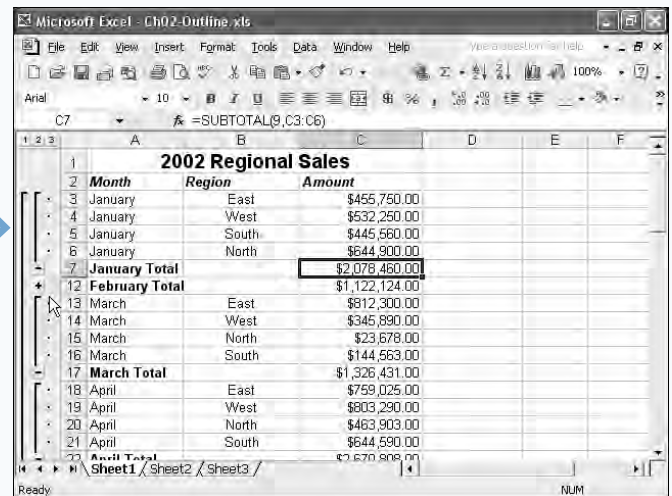 Microsoft Excel - Ch02-Outline.xls
File Edit View Insert Format Tools Data Window Help Type a question for help
100%
Arial 10 B I U
C7 fx =SUBTOTAL(9,C3:C6)
1 2 3 A B C D E F
1 2002 Regional Sales
2 Month Region Amount
3 January East $455,750.00
4 January West $532,250.00
5 January South $445,560.00
6 January North $644,900.00
7 January Total $2,078,460.00
12 February Total $1,122,124.00
13 March East $812,300.00
14 March West $345,890.00
15 March North $23,678.00
16 March South $144,563.00
17 March Total $1,326,431.00
18 April East $759,025.00
19 April West $803,290.00
20 April North $463,903.00
21 April South $644,590.00
22 April Total $2,670,808.00
Sheet1 / Sheet2 / Sheet3 /
Ready NUM